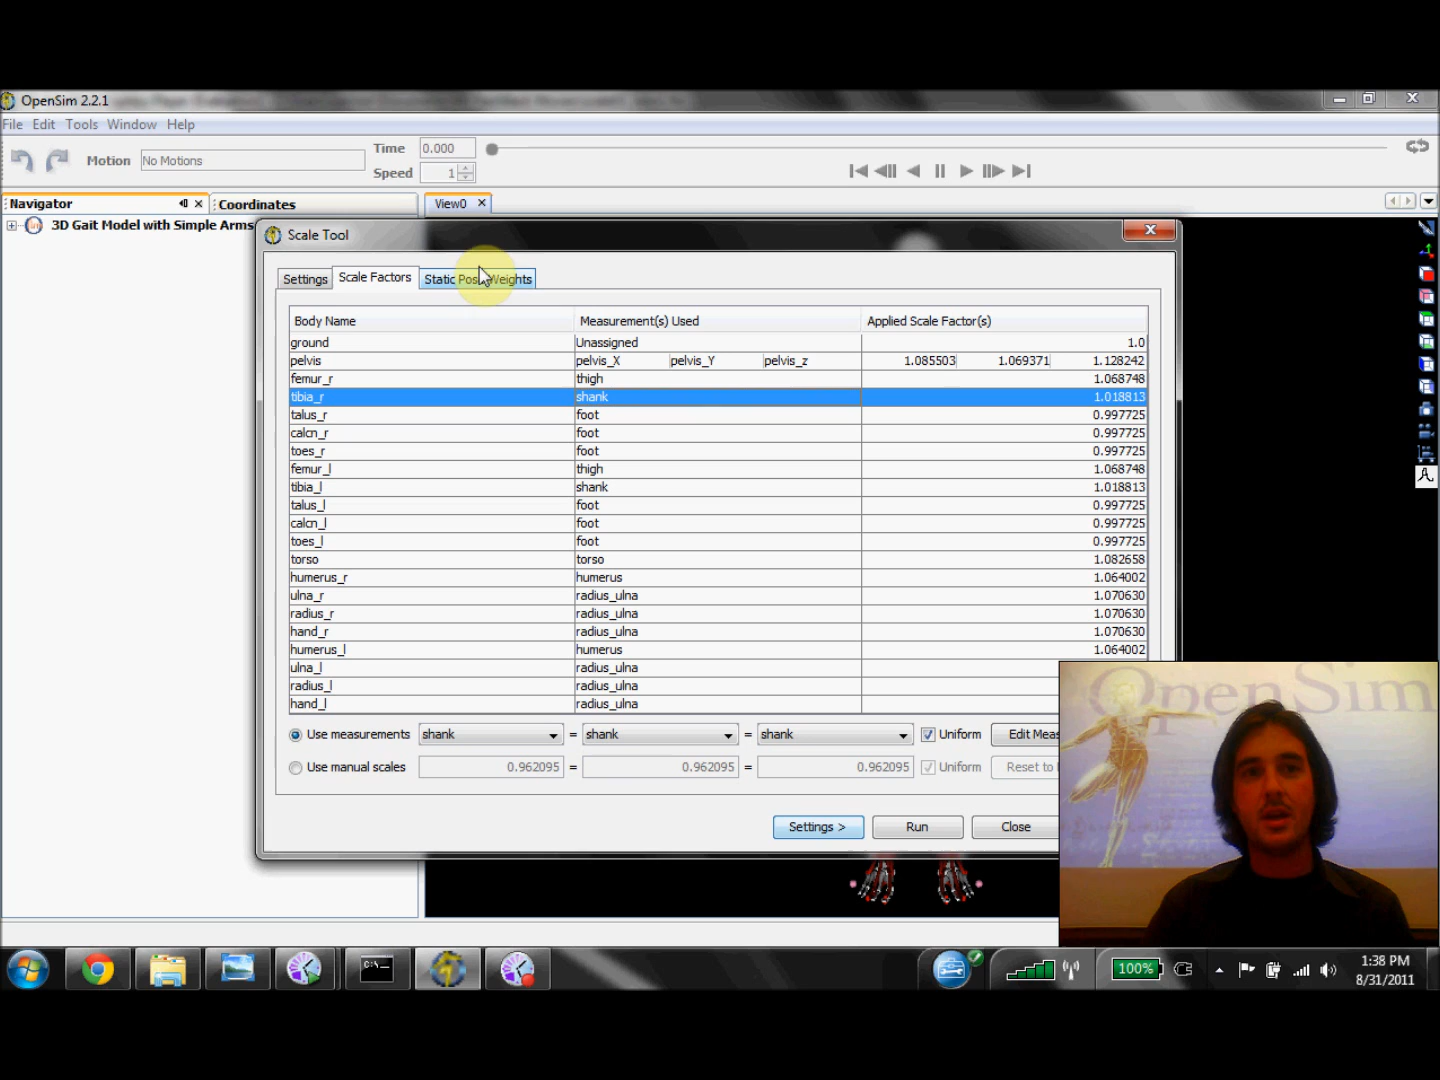 OpenSim 2.2.1
File Edit Tools Window Help
Motion No Motions
Time 0.000
Speed 1
Navigator
Coordinates
View0
3D Gait Model with Simple Arms
Scale Tool
Settings Scale Factors Static Pose Weights
Body Name Measurement(s) Used Applied Scale Factor(s)
ground Unassigned 1.0
pelvis pelvis_X pelvis_Y pelvis_z 1.085503 1.069371 1.128242
femur_r thigh 1.068748
tibia_r shank 1.018813
talus_r foot 0.997725
calcn_r foot 0.997725
toes_r foot 0.997725
femur_l thigh 1.068748
tibia_l shank 1.018813
talus_l foot 0.997725
calcn_l foot 0.997725
toes_l foot 0.997725
torso torso 1.082658
humerus_r humerus 1.064002
ulna_r radius_ulna 1.070630
radius_r radius_ulna 1.070630
hand_r radius_ulna 1.070630
humerus_l humerus 1.064002
ulna_l radius_ulna
radius_l radius_ulna
hand_l radius_ulna
Use measurements shank = shank = shank Uniform Edit Meas
Use manual scales 0.962095 = 0.962095 = 0.962095 Uniform Reset to
Settings > Run Close
OpenSim
C:\
100%
1:38 PM
8/31/2011